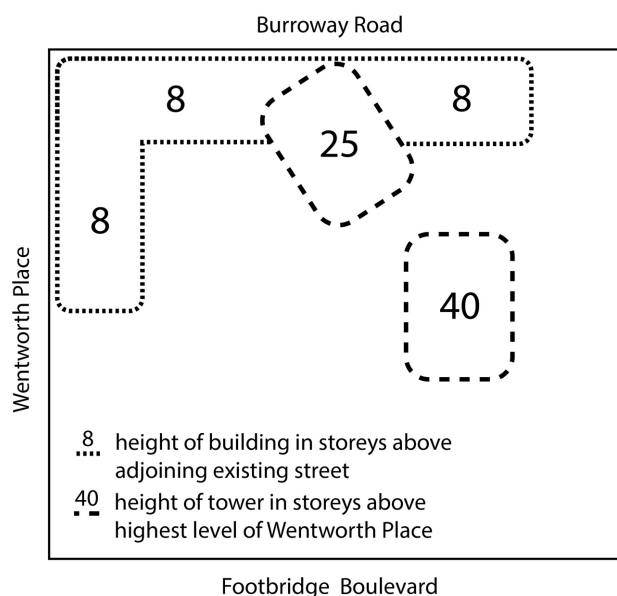 Burroway Road
8
8
25
8
Wentworth Place
40
8 height of building in storeys above
adjoining existing street
40 height of tower in storeys above
highest level of Wentworth Place
Footbridge Boulevard